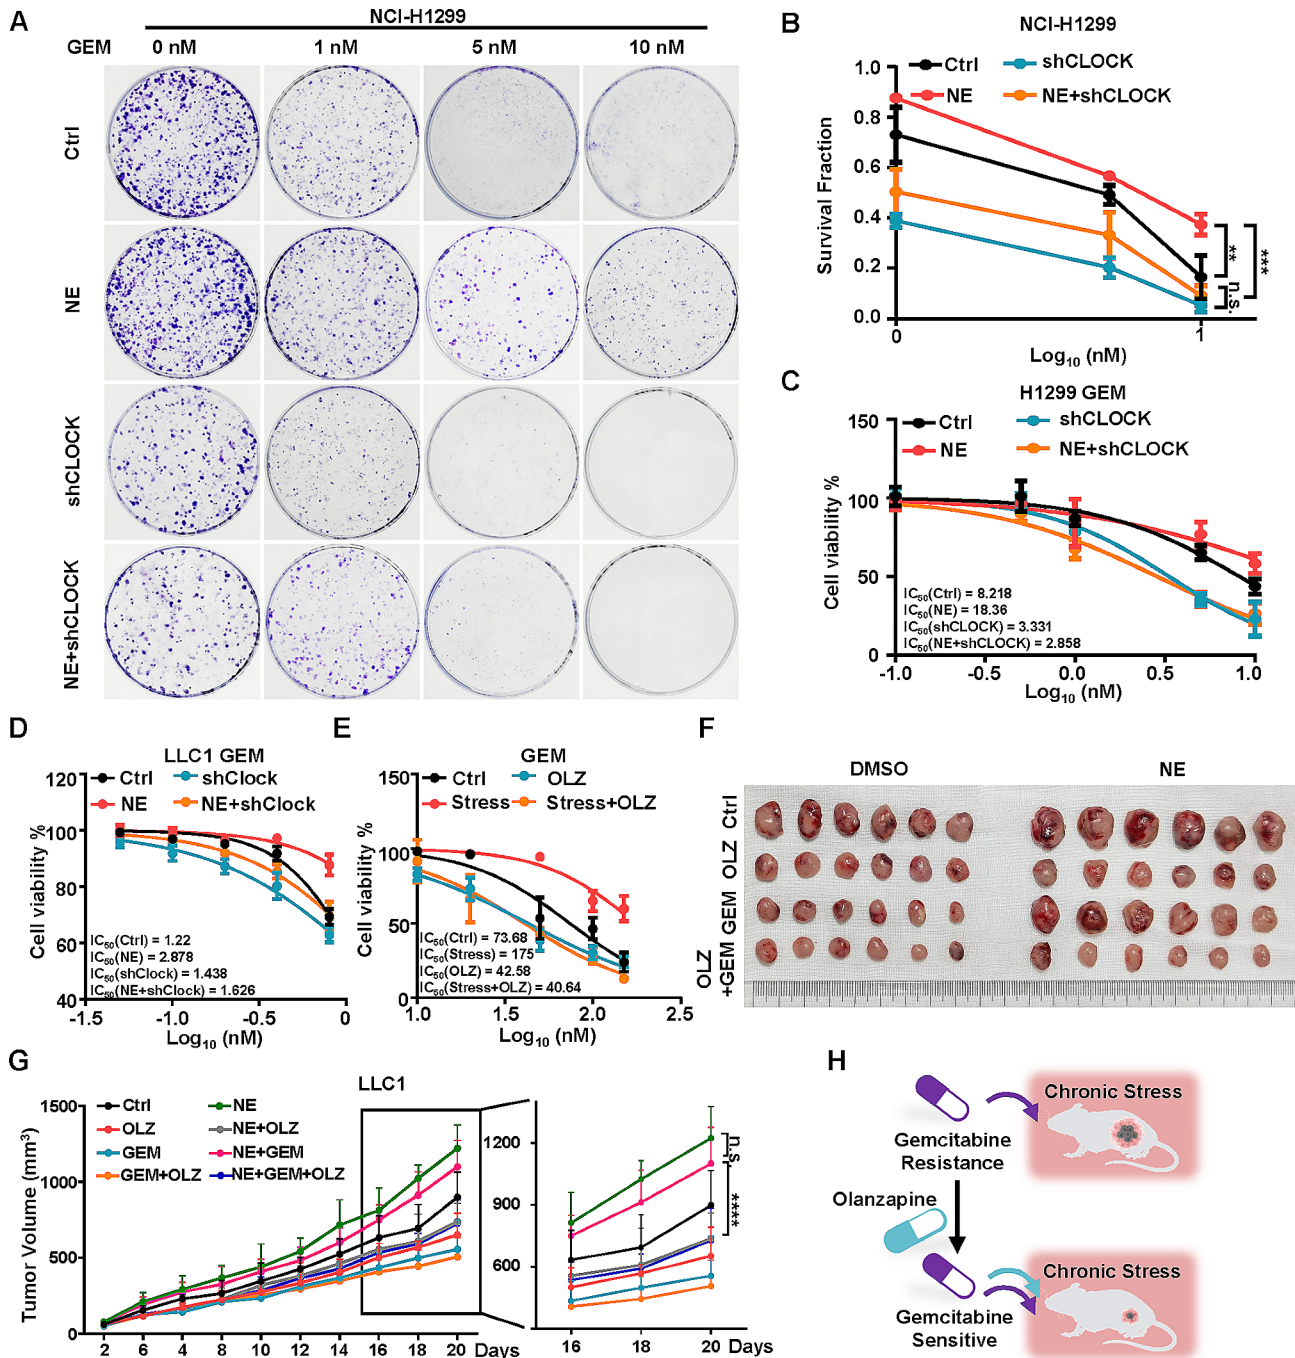 A
NCI-H1299
GEM 0 nM 1 nM 5 nM 10 nM
Ctrl
NE
shCLOCK
NE+shCLOCK
B
NCI-H1299
Ctrl shCLOCK
NE NE+shCLOCK
Survival Fraction
1.0
0.8
0.6
0.4
0.2
0.0
0 1
Log10 (nM)
**
***
n.s.
C
H1299 GEM
Ctrl shCLOCK
NE NE+shCLOCK
Cell viability %
150
100
50
0
IC50(Ctrl) = 8.218
IC50(NE) = 18.36
IC50(shCLOCK) = 3.331
IC50(NE+shCLOCK) = 2.858
-1.0 -0.5 0.0 0.5 1.0
Log10 (nM)
D
LLC1 GEM
Ctrl shClock
NE NE+shClock
Cell viability %
120
100
80
60
40
IC50(Ctrl) = 1.22
IC50(NE) = 2.878
IC50(shClock) = 1.438
IC50(NE+shClock) = 1.626
-1.0 -0.5 0
Log10 (nM)
E
GEM
Ctrl OLZ
Stress Stress+OLZ
Cell viability %
150
100
50
0
IC50(Ctrl) = 73.68
IC50(Stress) = 175
IC50(OLZ) = 42.58
IC50(Stress+OLZ) = 40.64
1.0 1.5 2.0 2.5
Log10 (nM)
F
DMSO NE
Ctrl
OLZ
GEM
OLZ
+GEM
G
LLC1
Ctrl NE
OLZ NE+OLZ
GEM NE+GEM
GEM+OLZ NE+GEM+OLZ
Tumor Volume (mm3)
1500
1000
500
0
2 6 4 8 10 12 14 16 18 20 Days
1200
900
600
16 18 20 Days
n.s
****
H
Chronic Stress
Gemcitabine
Resistance
Olanzapine
Chronic Stress
Gemcitabine
Sensitive